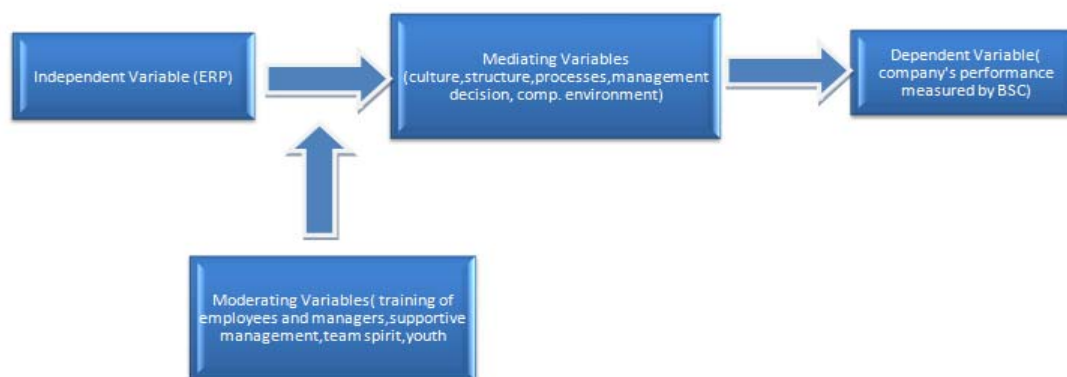 Independent Variable (ERP)
Mediating Variables
(culture,structure,processes,management
decision, comp. environment)
Dependent Variable(
company's performance
measured by BSC)
Moderating Variables( training of
employees and managers,supportive
management,team spirit,youth